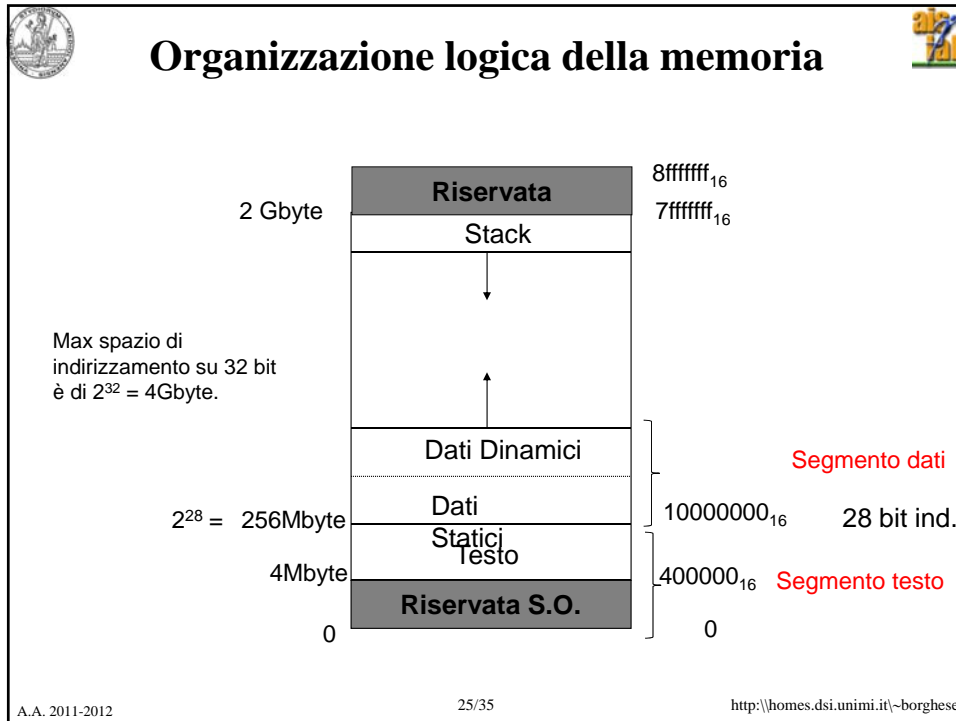 Organizzazione logica della memoria
Riservata
8fffffff16
2 Gbyte
7fffffff16
Stack
Max spazio di
indirizzamento su 32 bit
è di 2^32 = 4Gbyte.
Dati Dinamici
Segmento dati
2^28 = 256Mbyte
Dati
Statici
1000000016
28 bit ind.
Testo
4Mbyte
40000016
Segmento testo
Riservata S.O.
0
0
A.A. 2011-2012
25/35
http:\\homes.dsi.unimi.it\~borghese